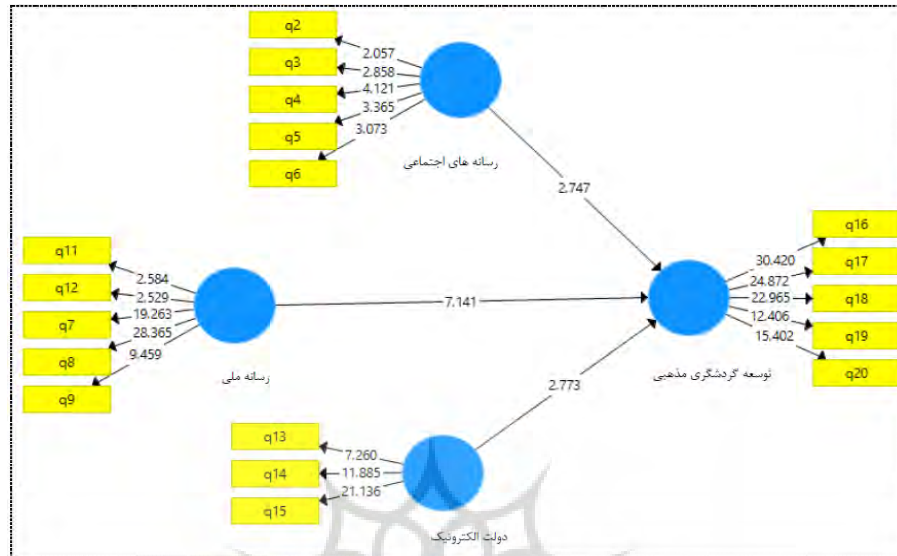 q2
q3
q4
q5
q6
2.057
2.858
4.121
3.365
3.073
رسانه های اجتماعی
2.747
q11
q12
q7
q8
q9
2.584
2.529
19.263
28.365
9.459
رسانه ملی
7.141
q16
q17
q18
q19
q20
30.420
24.872
22.965
12.406
15.402
توسعه گردشگری مذهبی
2.773
q13
q14
q15
7.260
11.885
21.136
دولت الکترونیک